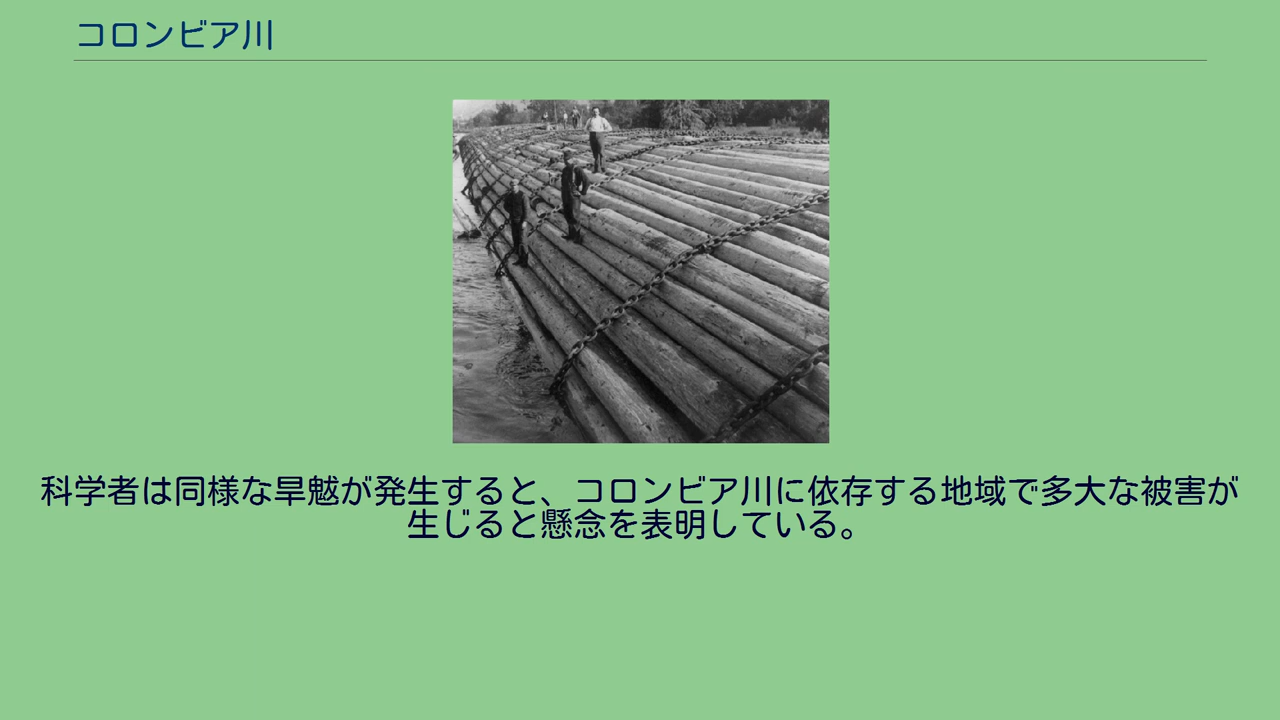 コロンビア川
科学者は同様な旱魃が発生すると、コロンビア川に依存する地域で多大な被害が
生じると懸念を表明している。